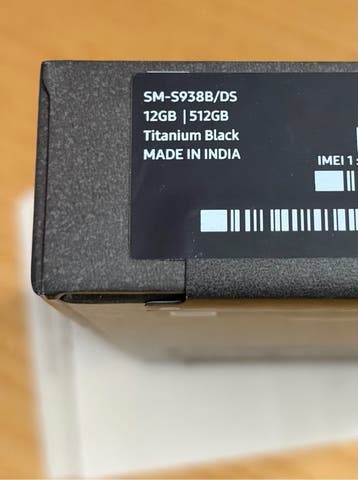 SM-S938B/DS
12GB | 512GB
Titanium Black
MADE IN INDIA
IMEI 1